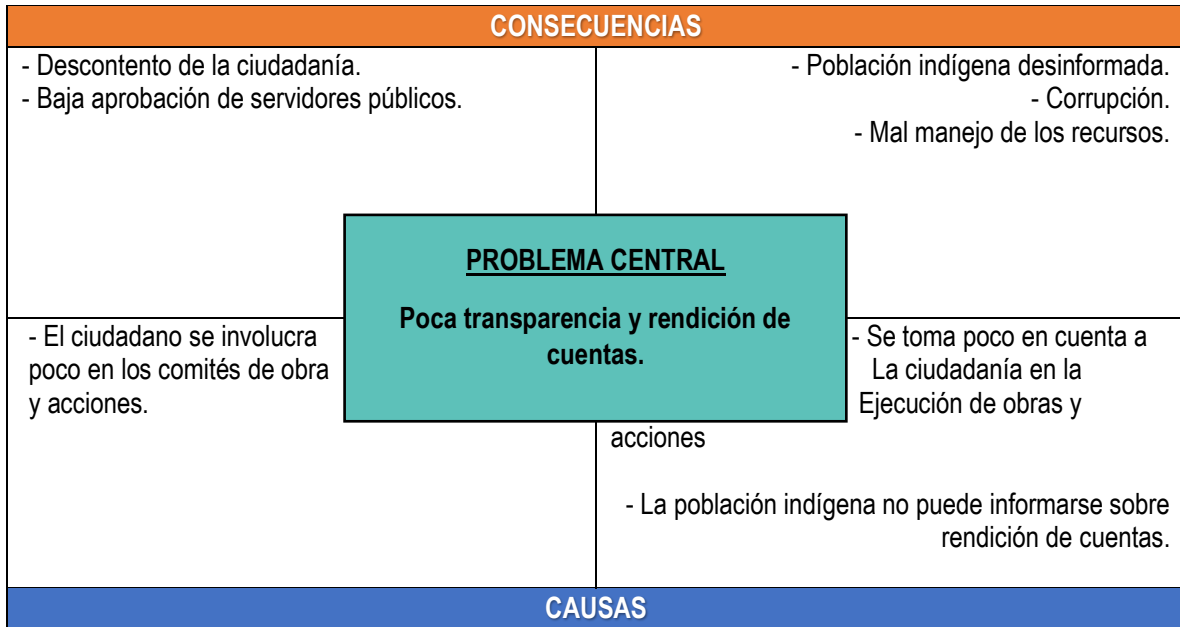 CONSECUENCIAS
- Descontento de la ciudadanía.
- Baja aprobación de servidores públicos.
- Población indígena desinformada.
- Corrupción.
- Mal manejo de los recursos.
PROBLEMA CENTRAL
Poca transparencia y rendición de
cuentas.
- El ciudadano se involucra
poco en los comités de obra
y acciones.
- Se toma poco en cuenta a
La ciudadanía en la
Ejecución de obras y
acciones
- La población indígena no puede informarse sobre
rendición de cuentas.
CAUSAS